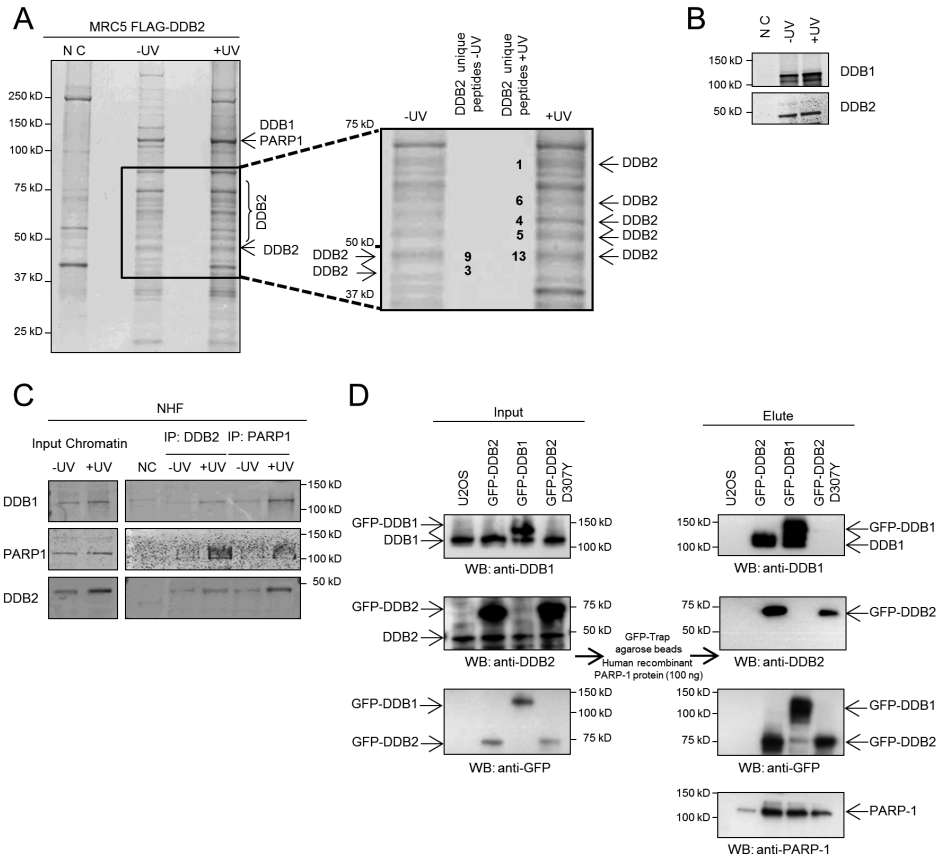 A
MRC5 FLAG-DDB2
N C
-UV
+UV
250 kD
150 kD
100 kD
75 kD
50 kD
37 kD
25 kD
DDB1
PARP1
DDB2
DDB2
DDB2 unique
peptides -UV
DDB2 unique
peptides +UV
-UV
+UV
75 kD
50 kD
37 kD
1
6
4
5
9
13
3
DDB2
DDB2
DDB2
DDB2
DDB2
DDB2
DDB2
B
N C
-UV
+UV
150 kD
100 kD
50 kD
DDB1
DDB2
C
NHF
Input Chromatin
IP: DDB2
IP: PARP1
-UV
+UV
NC
-UV
+UV
-UV
+UV
DDB1
150 kD
100 kD
PARP1
150 kD
100 kD
DDB2
50 kD
D
Input
U2OS
GFP-DDB2
GFP-DDB1
GFP-DDB2
D307Y
GFP-DDB1
DDB1
150 kD
100 kD
WB: anti-DDB1
GFP-DDB2
DDB2
75 kD
50 kD
WB: anti-DDB2
GFP-DDB1
GFP-DDB2
100 kD
75 kD
WB: anti-GFP
GFP-Trap
agarose beads
Human recombinant
PARP-1 protein (100 ng)
Elute
U2OS
GFP-DDB2
GFP-DDB1
GFP-DDB2
D307Y
150 kD
100 kD
GFP-DDB1
DDB1
WB: anti-DDB1
75 kD
50 kD
GFP-DDB2
WB: anti-DDB2
150 kD
100 kD
75 kD
GFP-DDB1
GFP-DDB2
WB: anti-GFP
150 kD
100 kD
PARP-1
WB: anti-PARP-1